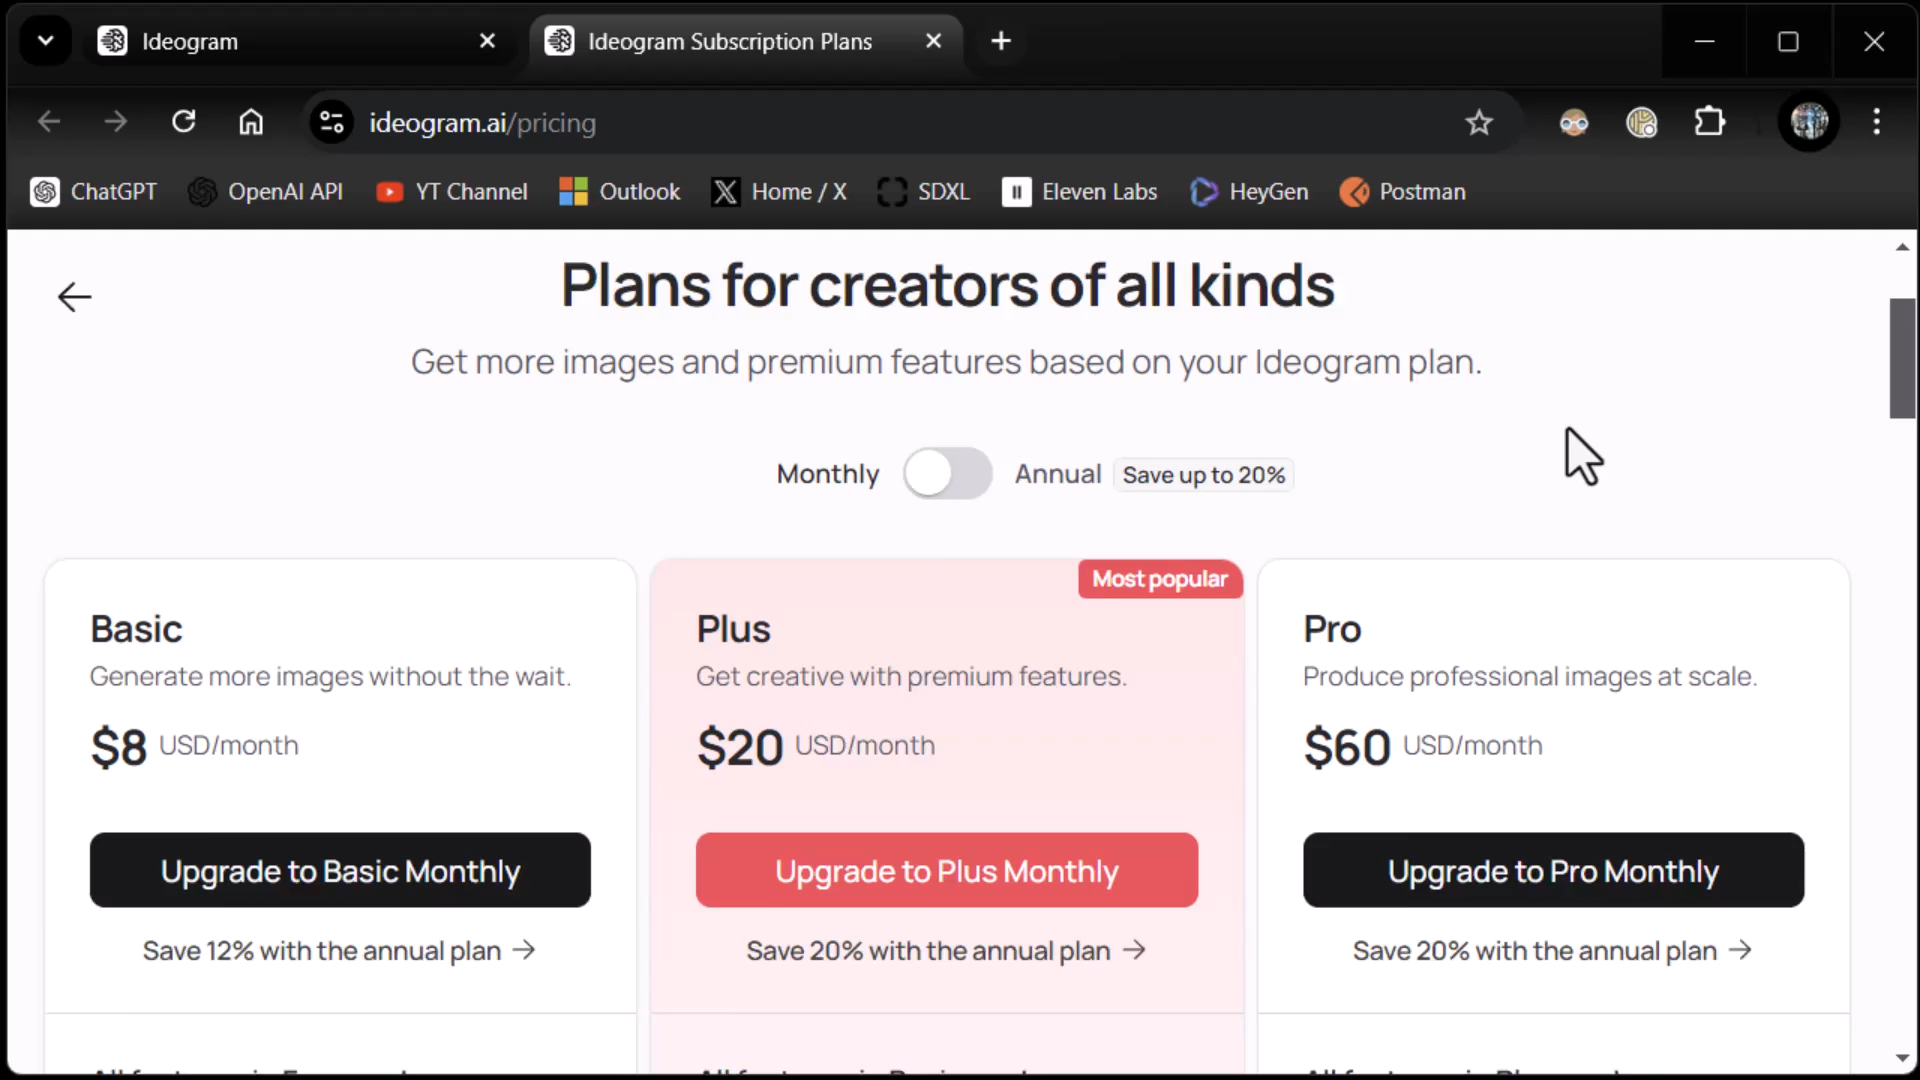 Ideogram
Ideogram Subscription Plans
ideogram.ai/pricing
ChatGPT
OpenAI API
YT Channel
Outlook
Home / X
SDXL
Eleven Labs
HeyGen
Postman
Plans for creators of all kinds
Get more images and premium features based on your Ideogram plan.
Monthly
Annual
Save up to 20%
Basic
Generate more images without the wait.
$8 USD/month
Upgrade to Basic Monthly
Save 12% with the annual plan →
Most popular
Plus
Get creative with premium features.
$20 USD/month
Upgrade to Plus Monthly
Save 20% with the annual plan →
Pro
Produce professional images at scale.
$60 USD/month
Upgrade to Pro Monthly
Save 20% with the annual plan →